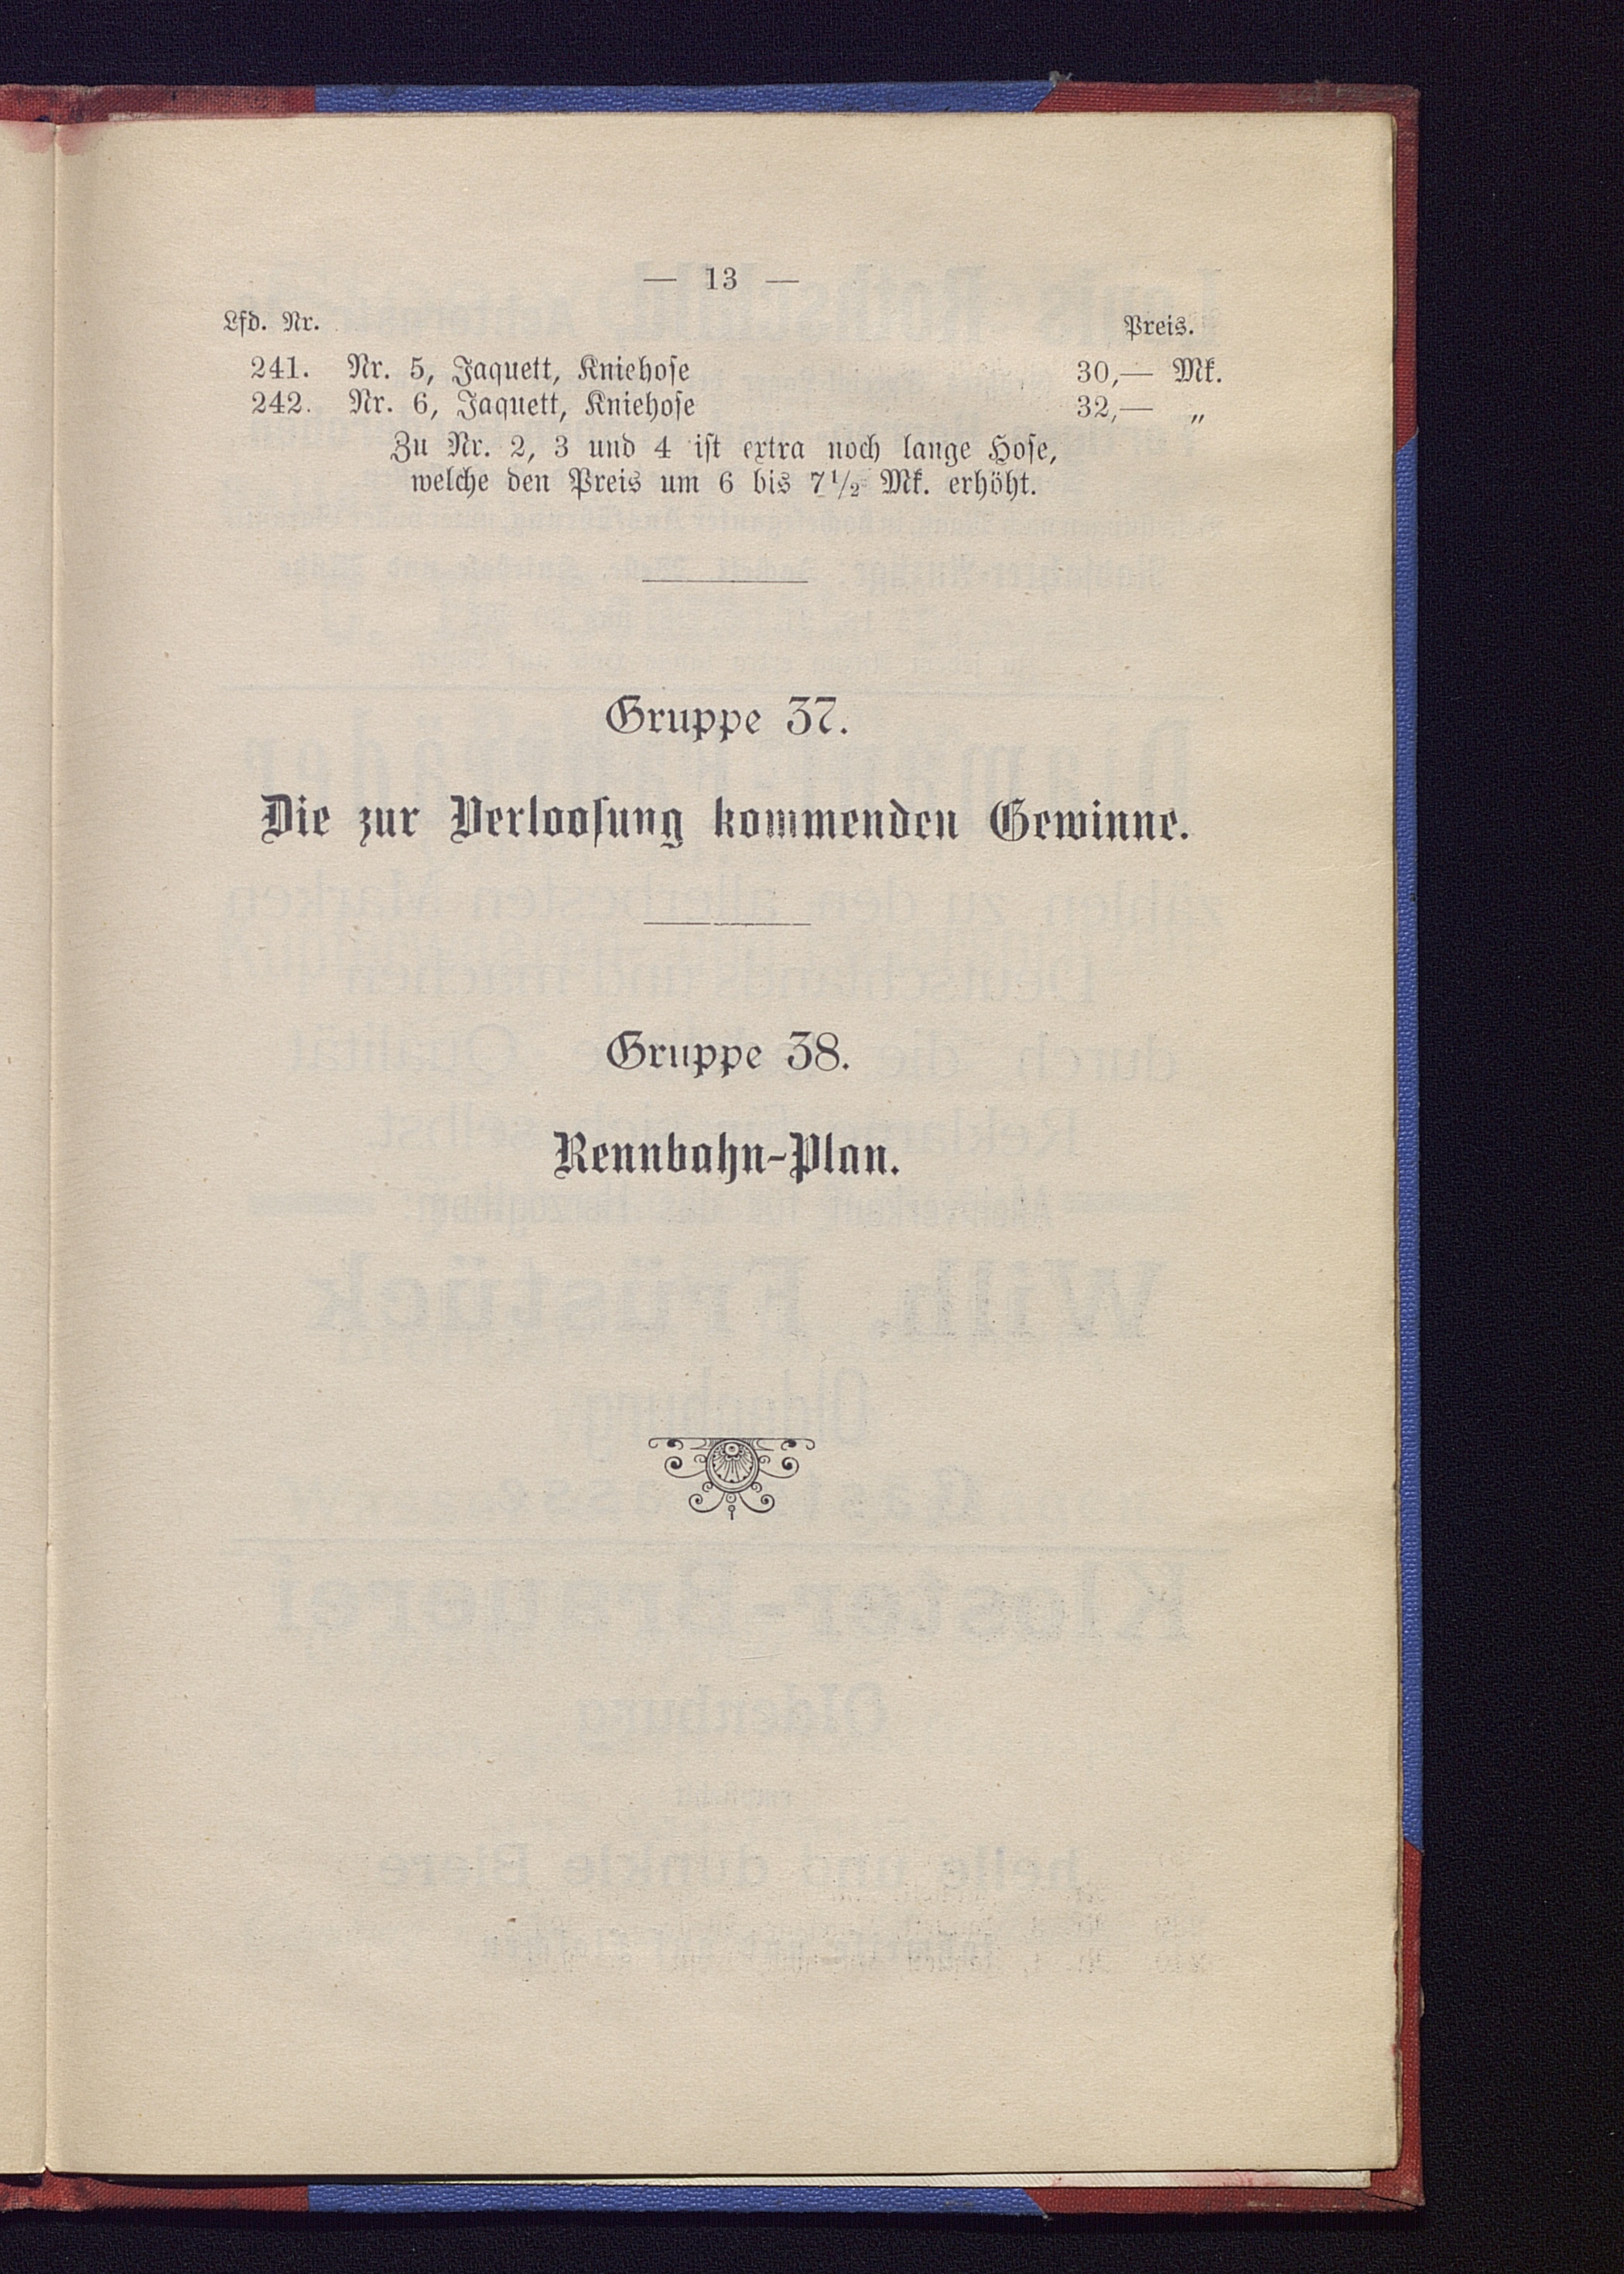 — 13 —
Lfd. Nr. Preis.
241. Nr. 5, Jaquett, Kniehose 30,— Mk.
242. Nr. 6, Jaquett, Kniehose 32,— „
Zu Nr. 2, 3 und 4 ist extra noch lange Hose,
welche den Preis um 6 bis 7½ Mk. erhöht.
Gruppe 37.
Die zur Verloosung kommenden Gewinne.
Gruppe 38.
Rennbahn-Plan.